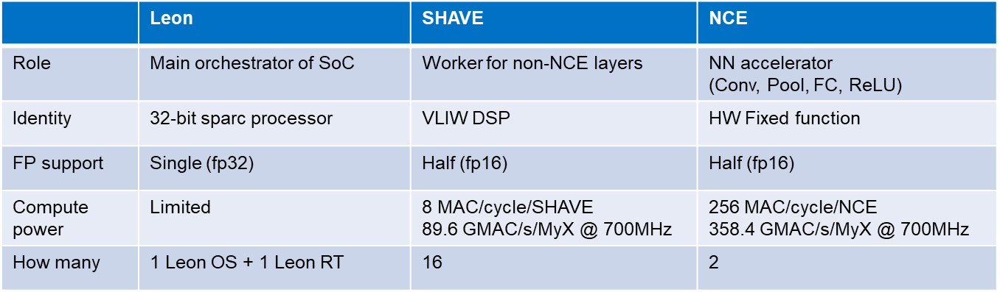 Leon SHAVE NCE
Role Main orchestrator of SoC Worker for non-NCE layers NN accelerator
(Conv, Pool, FC, ReLU)
Identity 32-bit sparc processor VLIW DSP HW Fixed function
FP support Single (fp32) Half (fp16) Half (fp16)
Compute Limited 8 MAC/cycle/SHAVE 256 MAC/cycle/NCE
power 89.6 GMAC/s/MyX @ 700MHz 358.4 GMAC/s/MyX @ 700MHz
How many 1 Leon OS + 1 Leon RT 16 2